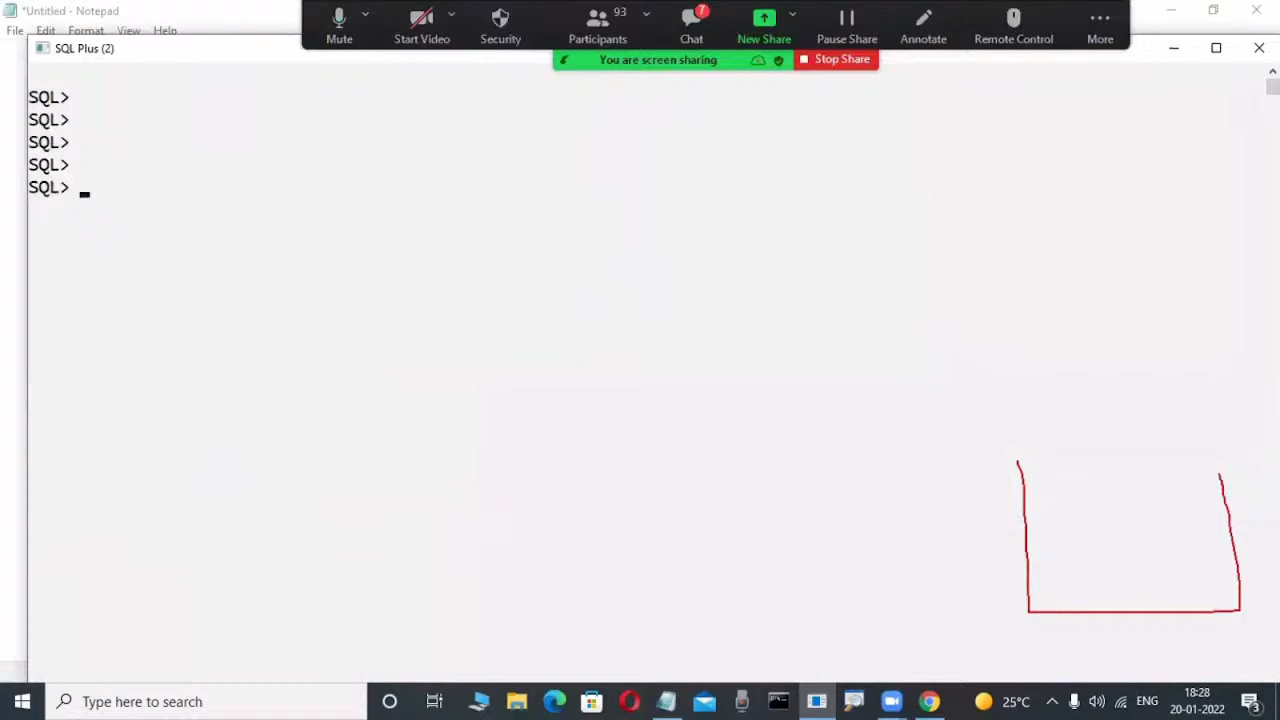 *Untitled - Notepad
File Edit Format View Help
SQL Plus (2)
Mute
Start Video
Security
93
Participants
7
Chat
New Share
Pause Share
Annotate
Remote Control
More
You are screen sharing
Stop Share
SQL>
SQL>
SQL>
SQL>
SQL>
Type here to search
25°C
ENG
18:28
20-01-2022
3